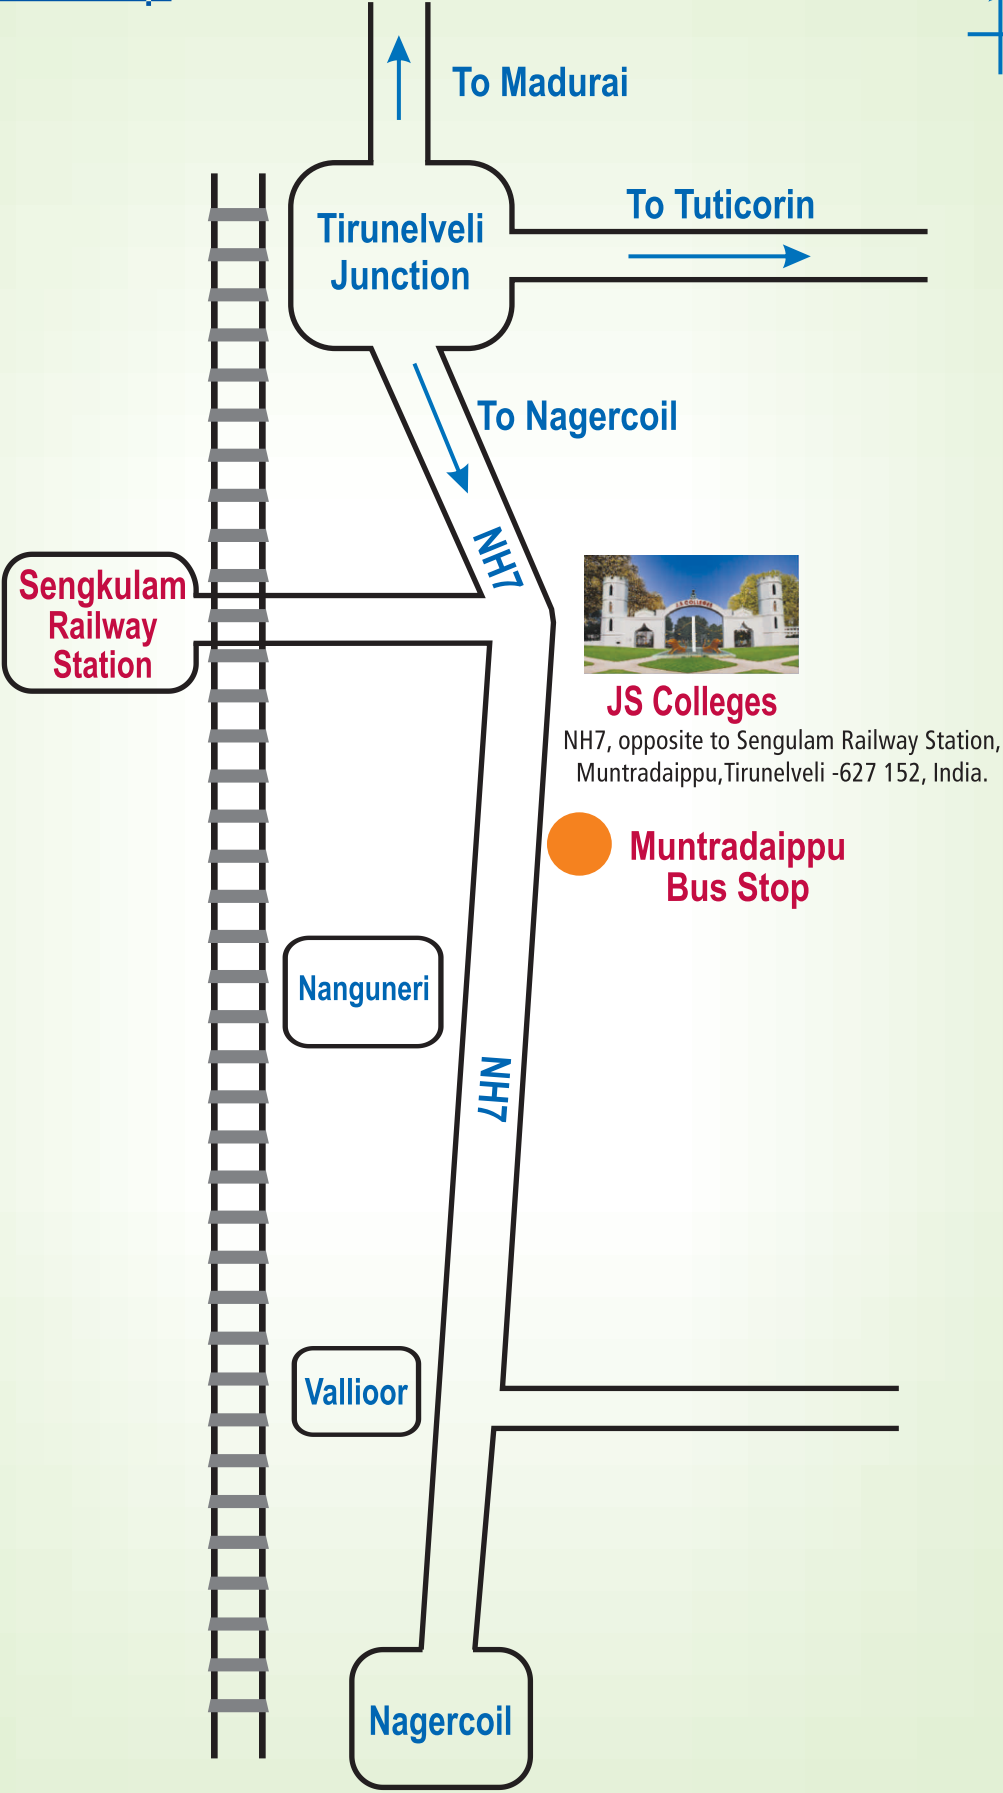 To Madurai
To Tuticorin
Tirunelveli
Junction
To Nagercoil
NH7
Sengkulam
Railway
Station
J.S COLLEGES
JS Colleges
NH7, opposite to Sengulam Railway Station,
Muntradaippu,Tirunelveli -627 152, India.
Muntradaippu
Bus Stop
Nanguneri
NH7
Vallioor
Nagercoil